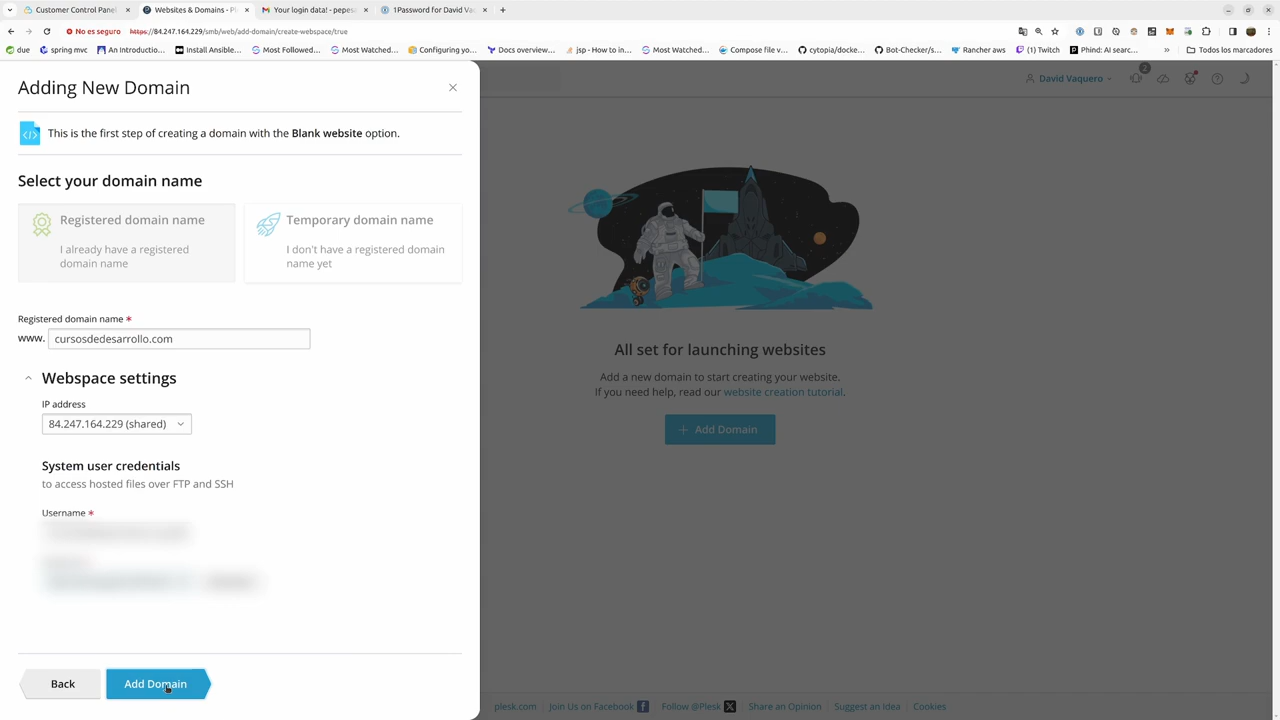 Customer Control Panel
Websites & Domains - Pl
Your login data! - pepes
1Password for David Va
No es seguro
https://84.247.164.229/smb/web/add-domain/create-webspace/true
due
spring mvc
An Introductio...
Install Ansible...
Most Followed...
Most Watched...
Configuring yo...
Docs overview...
jsp - How to in...
Most Watched...
Compose file v...
cytopia/docke...
Bot-Checker/s...
Rancher aws
(1) Twitch
Phind: AI searc...
»
Todos los marcadores
Adding New Domain
David Vaquero
2
This is the first step of creating a domain with the Blank website option.
Select your domain name
Registered domain name
I already have a registered
domain name
Temporary domain name
I don't have a registered domain
name yet
Registered domain name *
www. cursosdedesarrollo.com
Webspace settings
IP address
84.247.164.229 (shared)
System user credentials
to access hosted files over FTP and SSH
Username *
Back
Add Domain
All set for launching websites
Add a new domain to start creating your website.
If you need help, read our website creation tutorial.
+ Add Domain
plesk.com
Join Us on Facebook
Follow @Plesk
Share an Opinion
Suggest an Idea
Cookies